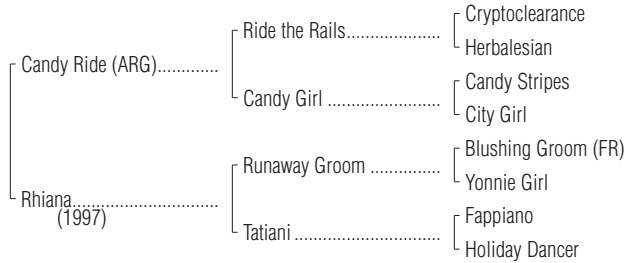 Cryptoclearance
Ride the Rails....................
Herbalesian
Candy Ride (ARG).............
Candy Stripes
Candy Girl ........................
City Girl
Blushing Groom (FR)
Runaway Groom ...............
Yonnie Girl
Rhiana...............................
(1997)
Fappiano
Tatiani ...............................
Holiday Dancer